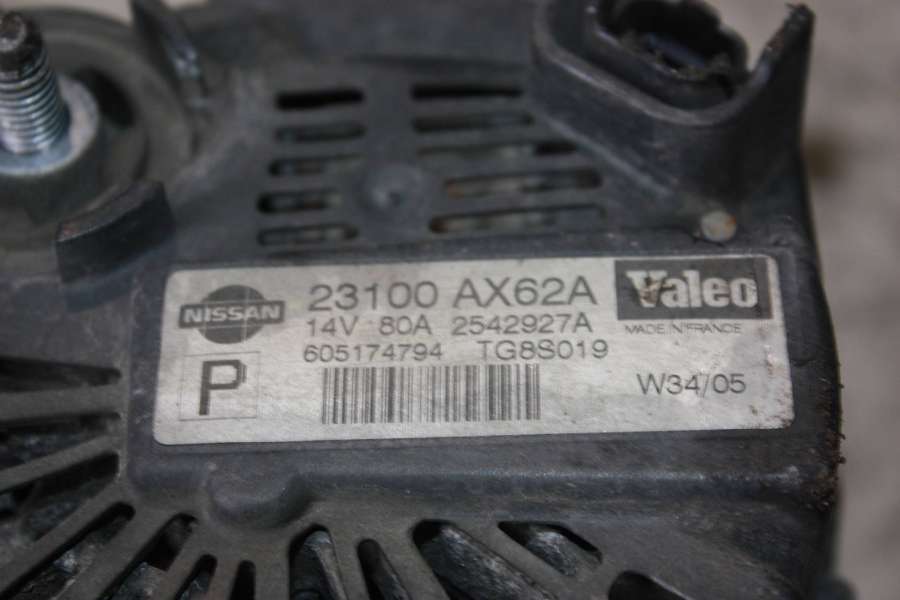 NISSAN
23100 AX62A
Valeo
14V 80A 2542927A
MADE IN FRANCE
605174794 TG8S019
P
W34/05